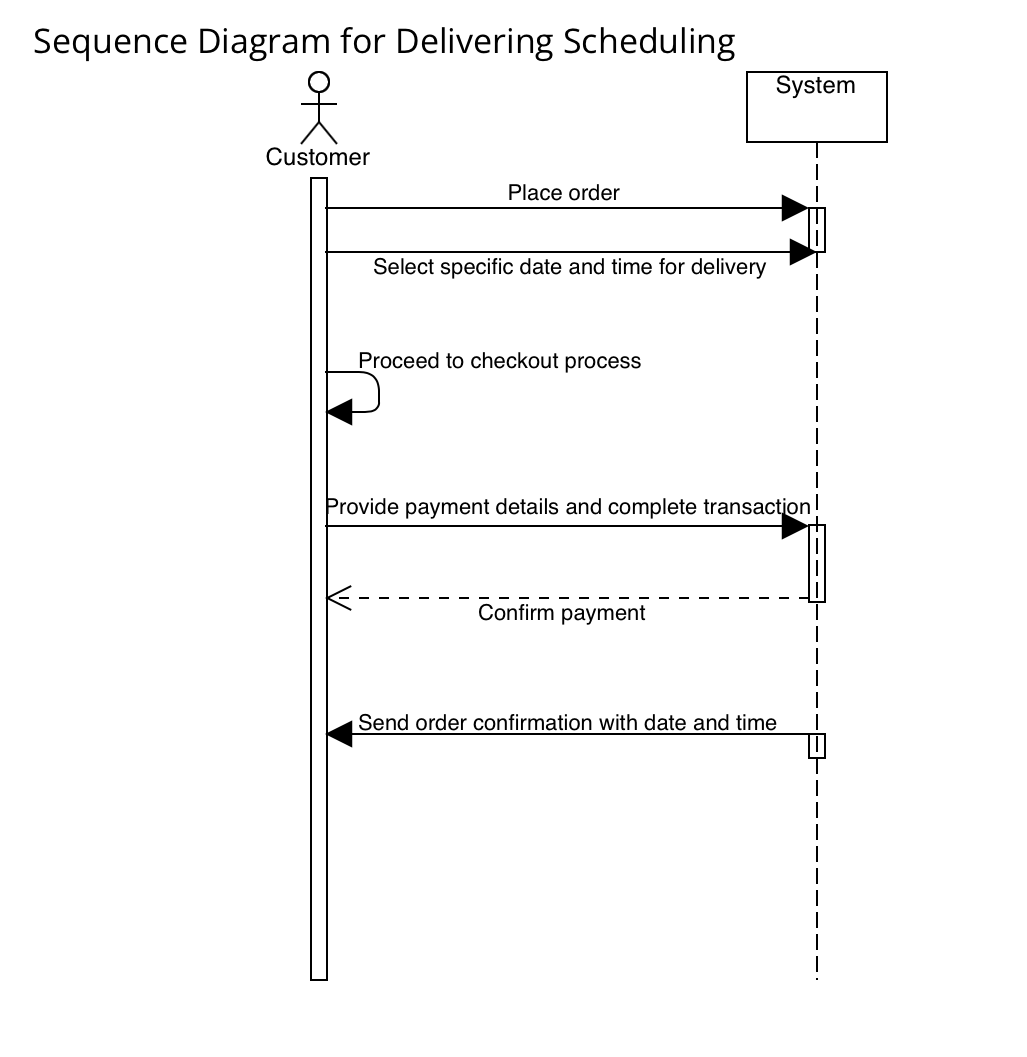 Sequence Diagram for Delivering Scheduling
System
Customer
Place order
Select specific date and time for delivery
Proceed to checkout process
Provide payment details and complete transaction
Confirm payment
Send order confirmation with date and time